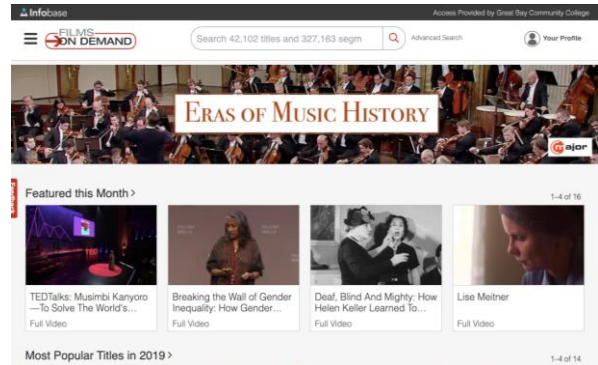 Infobase
Access Provided by Great Bay Community College
FILMS
ON DEMAND
Search 42,102 titles and 327,163 segm
Advanced Search
Your Profile
ERAS OF MUSIC HISTORY
Major
Featured this Month >
1–4 of 16
TED
TEDTalks: Musimbi Kanyoro
—To Solve The World's...
Full Video
Breaking the Wall of Gender
Inequality: How Gender...
Full Video
Deaf, Blind And Mighty: How
Helen Keller Learned To...
Full Video
Lise Meitner
Full Video
Most Popular Titles in 2019 >
1–4 of 14